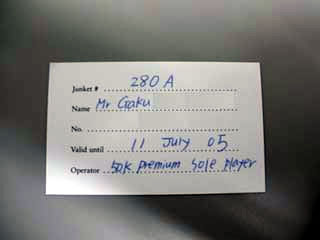 Junket # 280 A
Name Mr Gaku
No.
Valid until 11 July 05
Operator 50k premium sole player